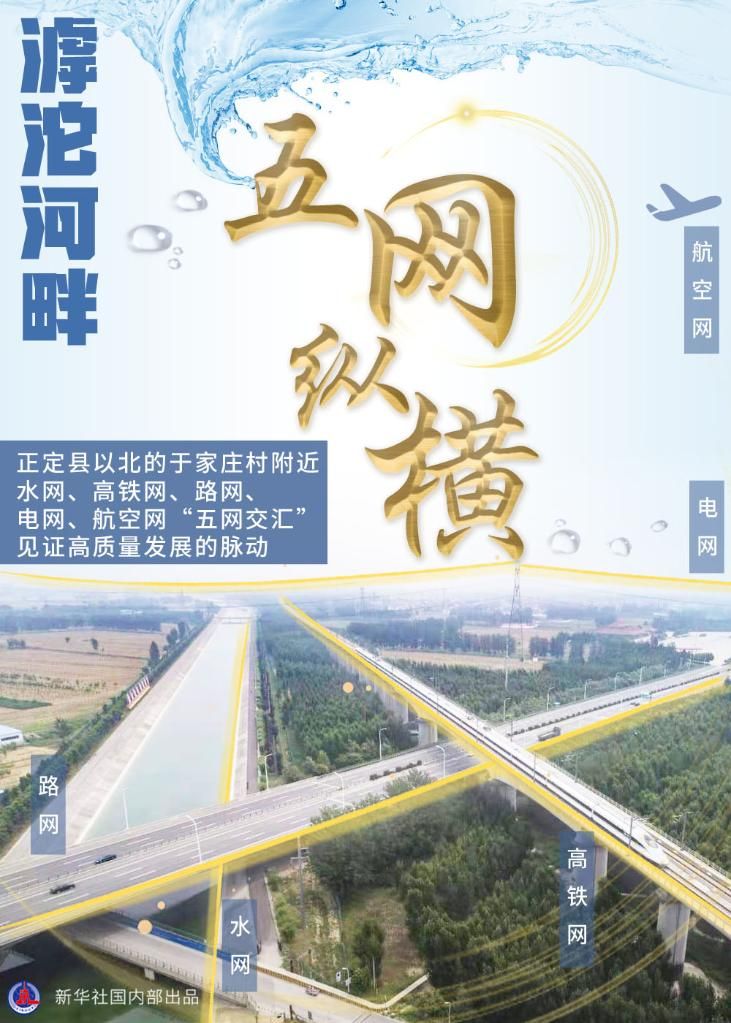 滹沱河畔
五网
纵横
航空网
正定县以北的于家庄村附近
水网、高铁网、路网、
电网、航空网“五网交汇”
见证高质量发展的脉动
电网
路网
高铁网
水网
新华社国内部出品